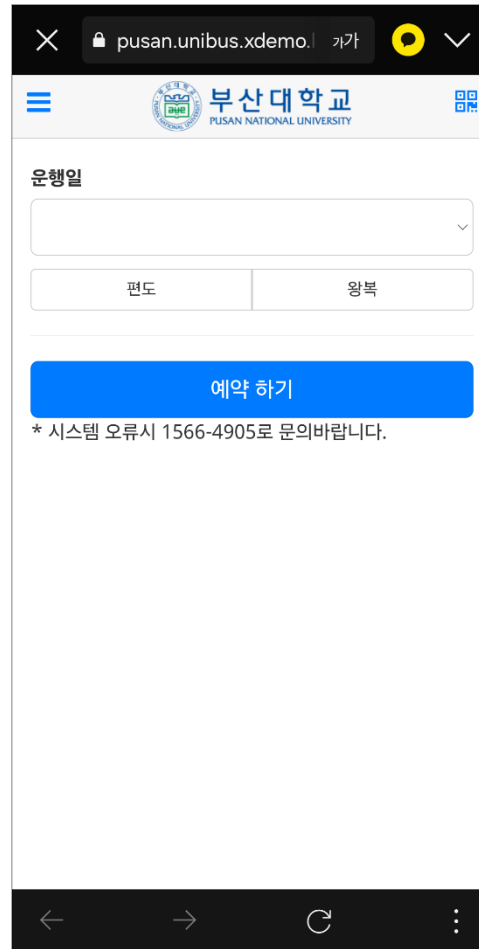 pusan.unibus.xdemo. 가가
부산대학교
PUSAN NATIONAL UNIVERSITY
운행일
편도 왕복
예약 하기
* 시스템 오류시 1566-4905로 문의바랍니다.